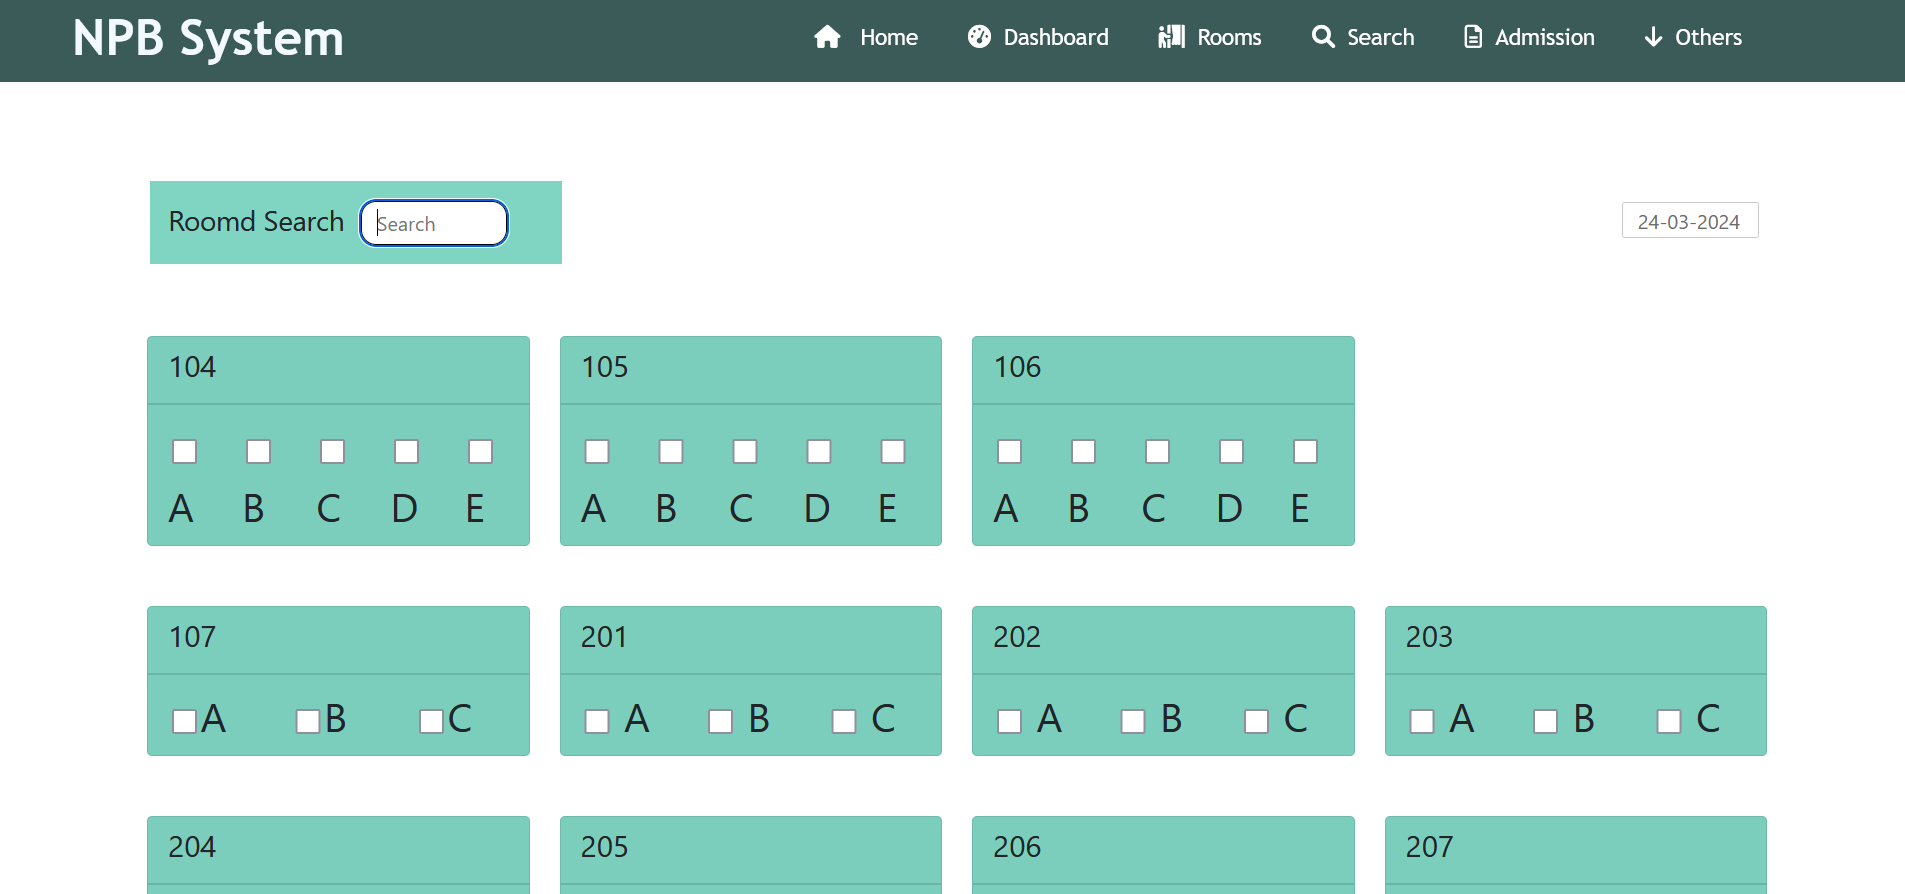 NPB System
Home Dashboard Rooms Search Admission Others
Roomd Search Search
24-03-2024
104 105 106
A B C D E A B C D E A B C D E
107 201 202 203
A B C A B C A B C A B C
204 205 206 207